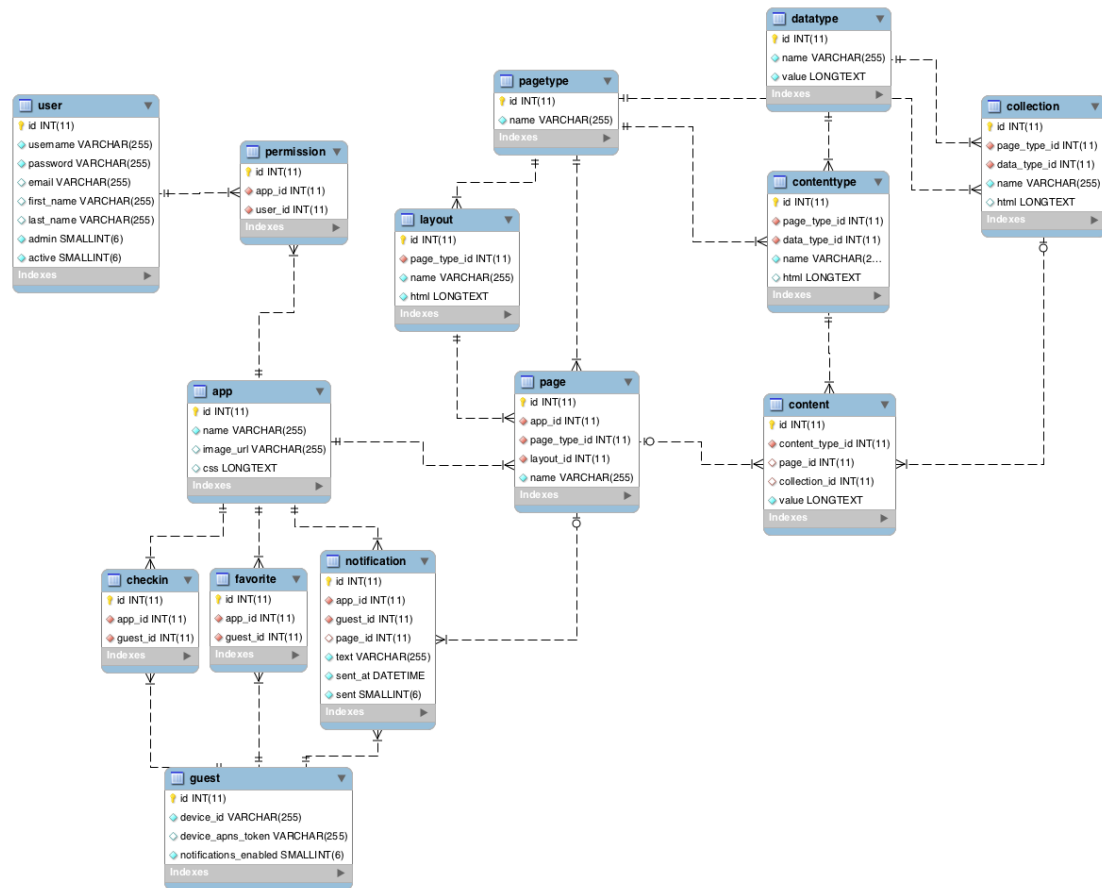 datatype
id INT(11)
name VARCHAR(255)
value LONGTEXT
Indexes
pagetype
id INT(11)
name VARCHAR(255)
Indexes
user
id INT(11)
username VARCHAR(255)
password VARCHAR(255)
email VARCHAR(255)
first_name VARCHAR(255)
last_name VARCHAR(255)
admin SMALLINT(6)
active SMALLINT(6)
Indexes
collection
id INT(11)
page_type_id INT(11)
data_type_id INT(11)
name VARCHAR(255)
html LONGTEXT
Indexes
permission
id INT(11)
app_id INT(11)
user_id INT(11)
Indexes
contenttype
id INT(11)
page_type_id INT(11)
data_type_id INT(11)
name VARCHAR(2...
html LONGTEXT
Indexes
layout
id INT(11)
page_type_id INT(11)
name VARCHAR(255)
html LONGTEXT
Indexes
app
id INT(11)
name VARCHAR(255)
image_url VARCHAR(255)
css LONGTEXT
Indexes
page
id INT(11)
app_id INT(11)
page_type_id INT(11)
layout_id INT(11)
name VARCHAR(255)
Indexes
content
id INT(11)
content_type_id INT(11)
page_id INT(11)
collection_id INT(11)
value LONGTEXT
Indexes
checkin
id INT(11)
app_id INT(11)
guest_id INT(11)
Indexes
favorite
id INT(11)
app_id INT(11)
guest_id INT(11)
Indexes
notification
id INT(11)
app_id INT(11)
guest_id INT(11)
page_id INT(11)
text VARCHAR(255)
sent_at DATETIME
sent SMALLINT(6)
Indexes
guest
id INT(11)
device_id VARCHAR(255)
device_apns_token VARCHAR(255)
notifications_enabled SMALLINT(6)
Indexes